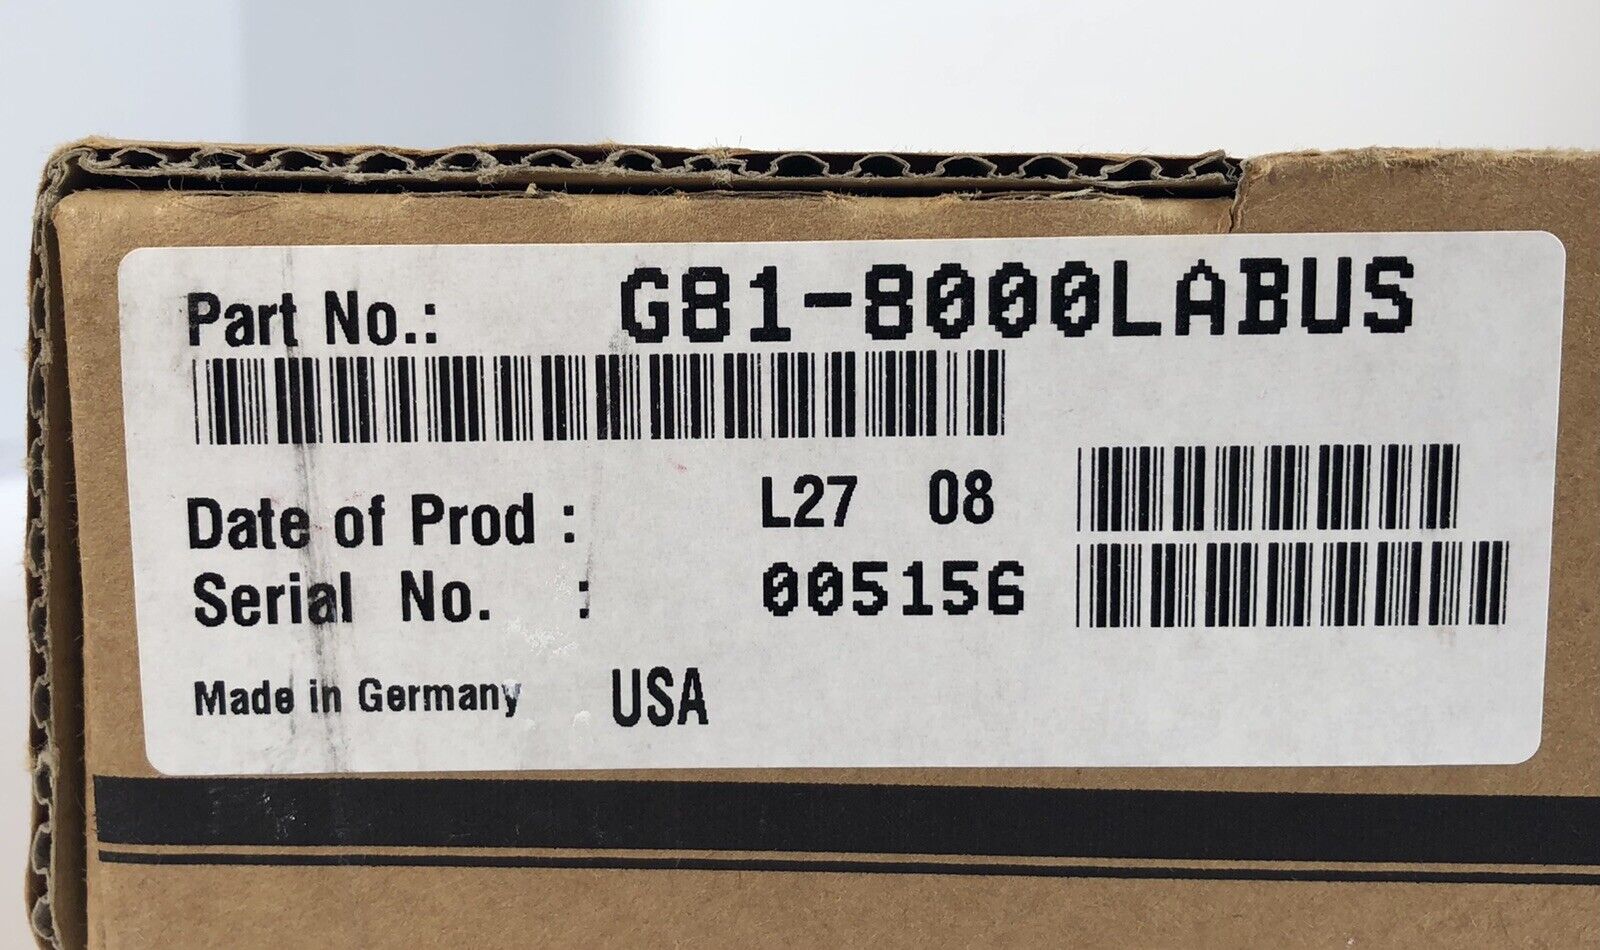 Part No.: G81-8000LABUS
Date of Prod : L27 08
Serial No. : 005156
Made in Germany USA